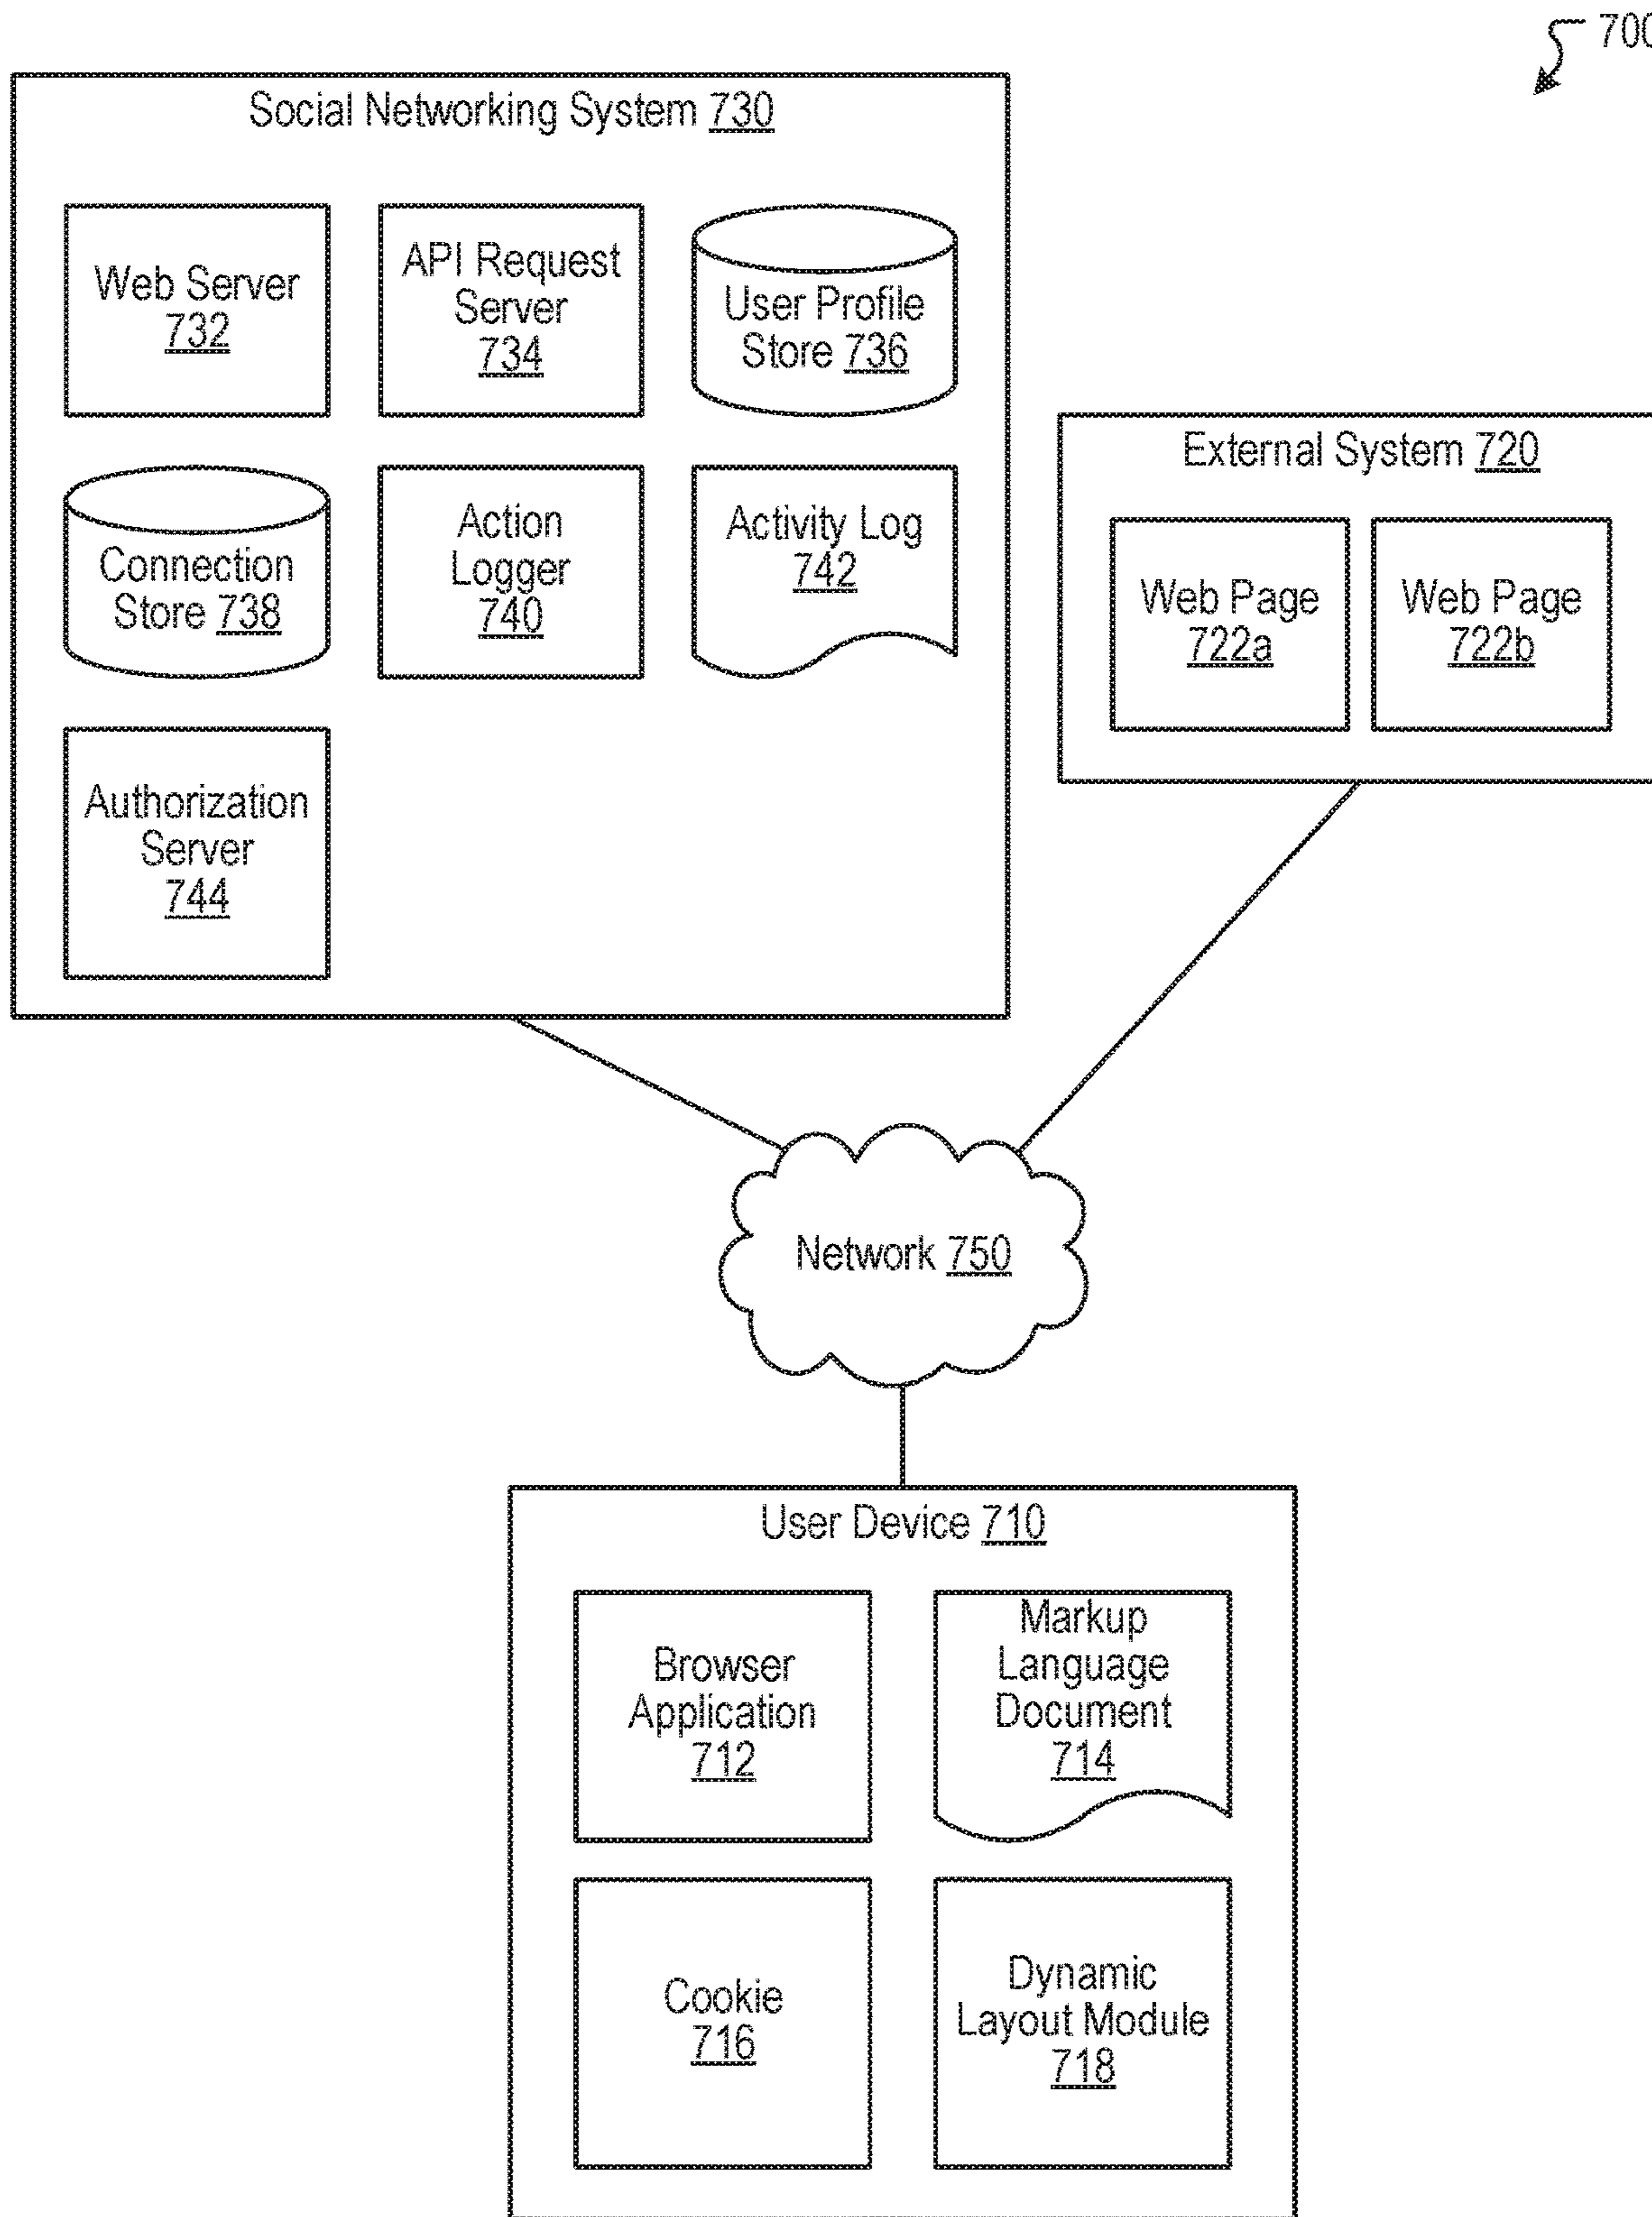 700
Social Networking System 730
Web Server
732
API Request
Server
734
User Profile
Store 736
Connection
Store 738
Action
Logger
740
Activity Log
742
Authorization
Server
744
External System 720
Web Page
722a
Web Page
722b
Network 750
User Device 710
Browser
Application
712
Markup
Language
Document
714
Cookie
716
Dynamic
Layout Module
718